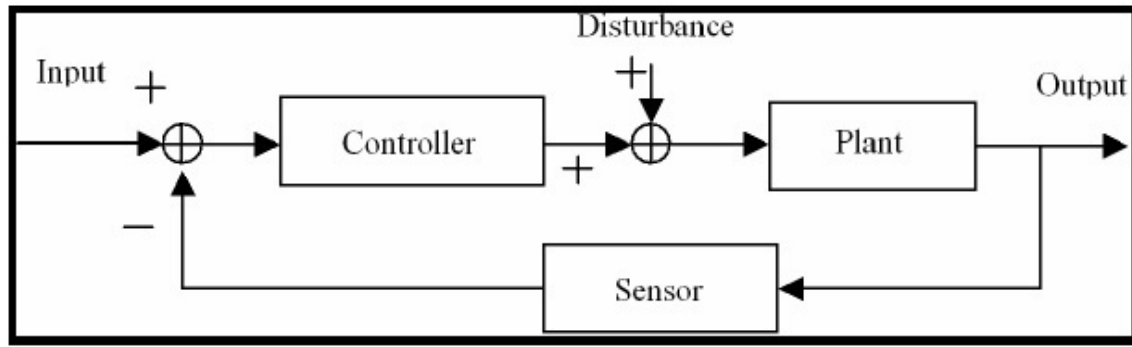 Disturbance
Input
+
+
Output
Controller
+
Plant
−
Sensor